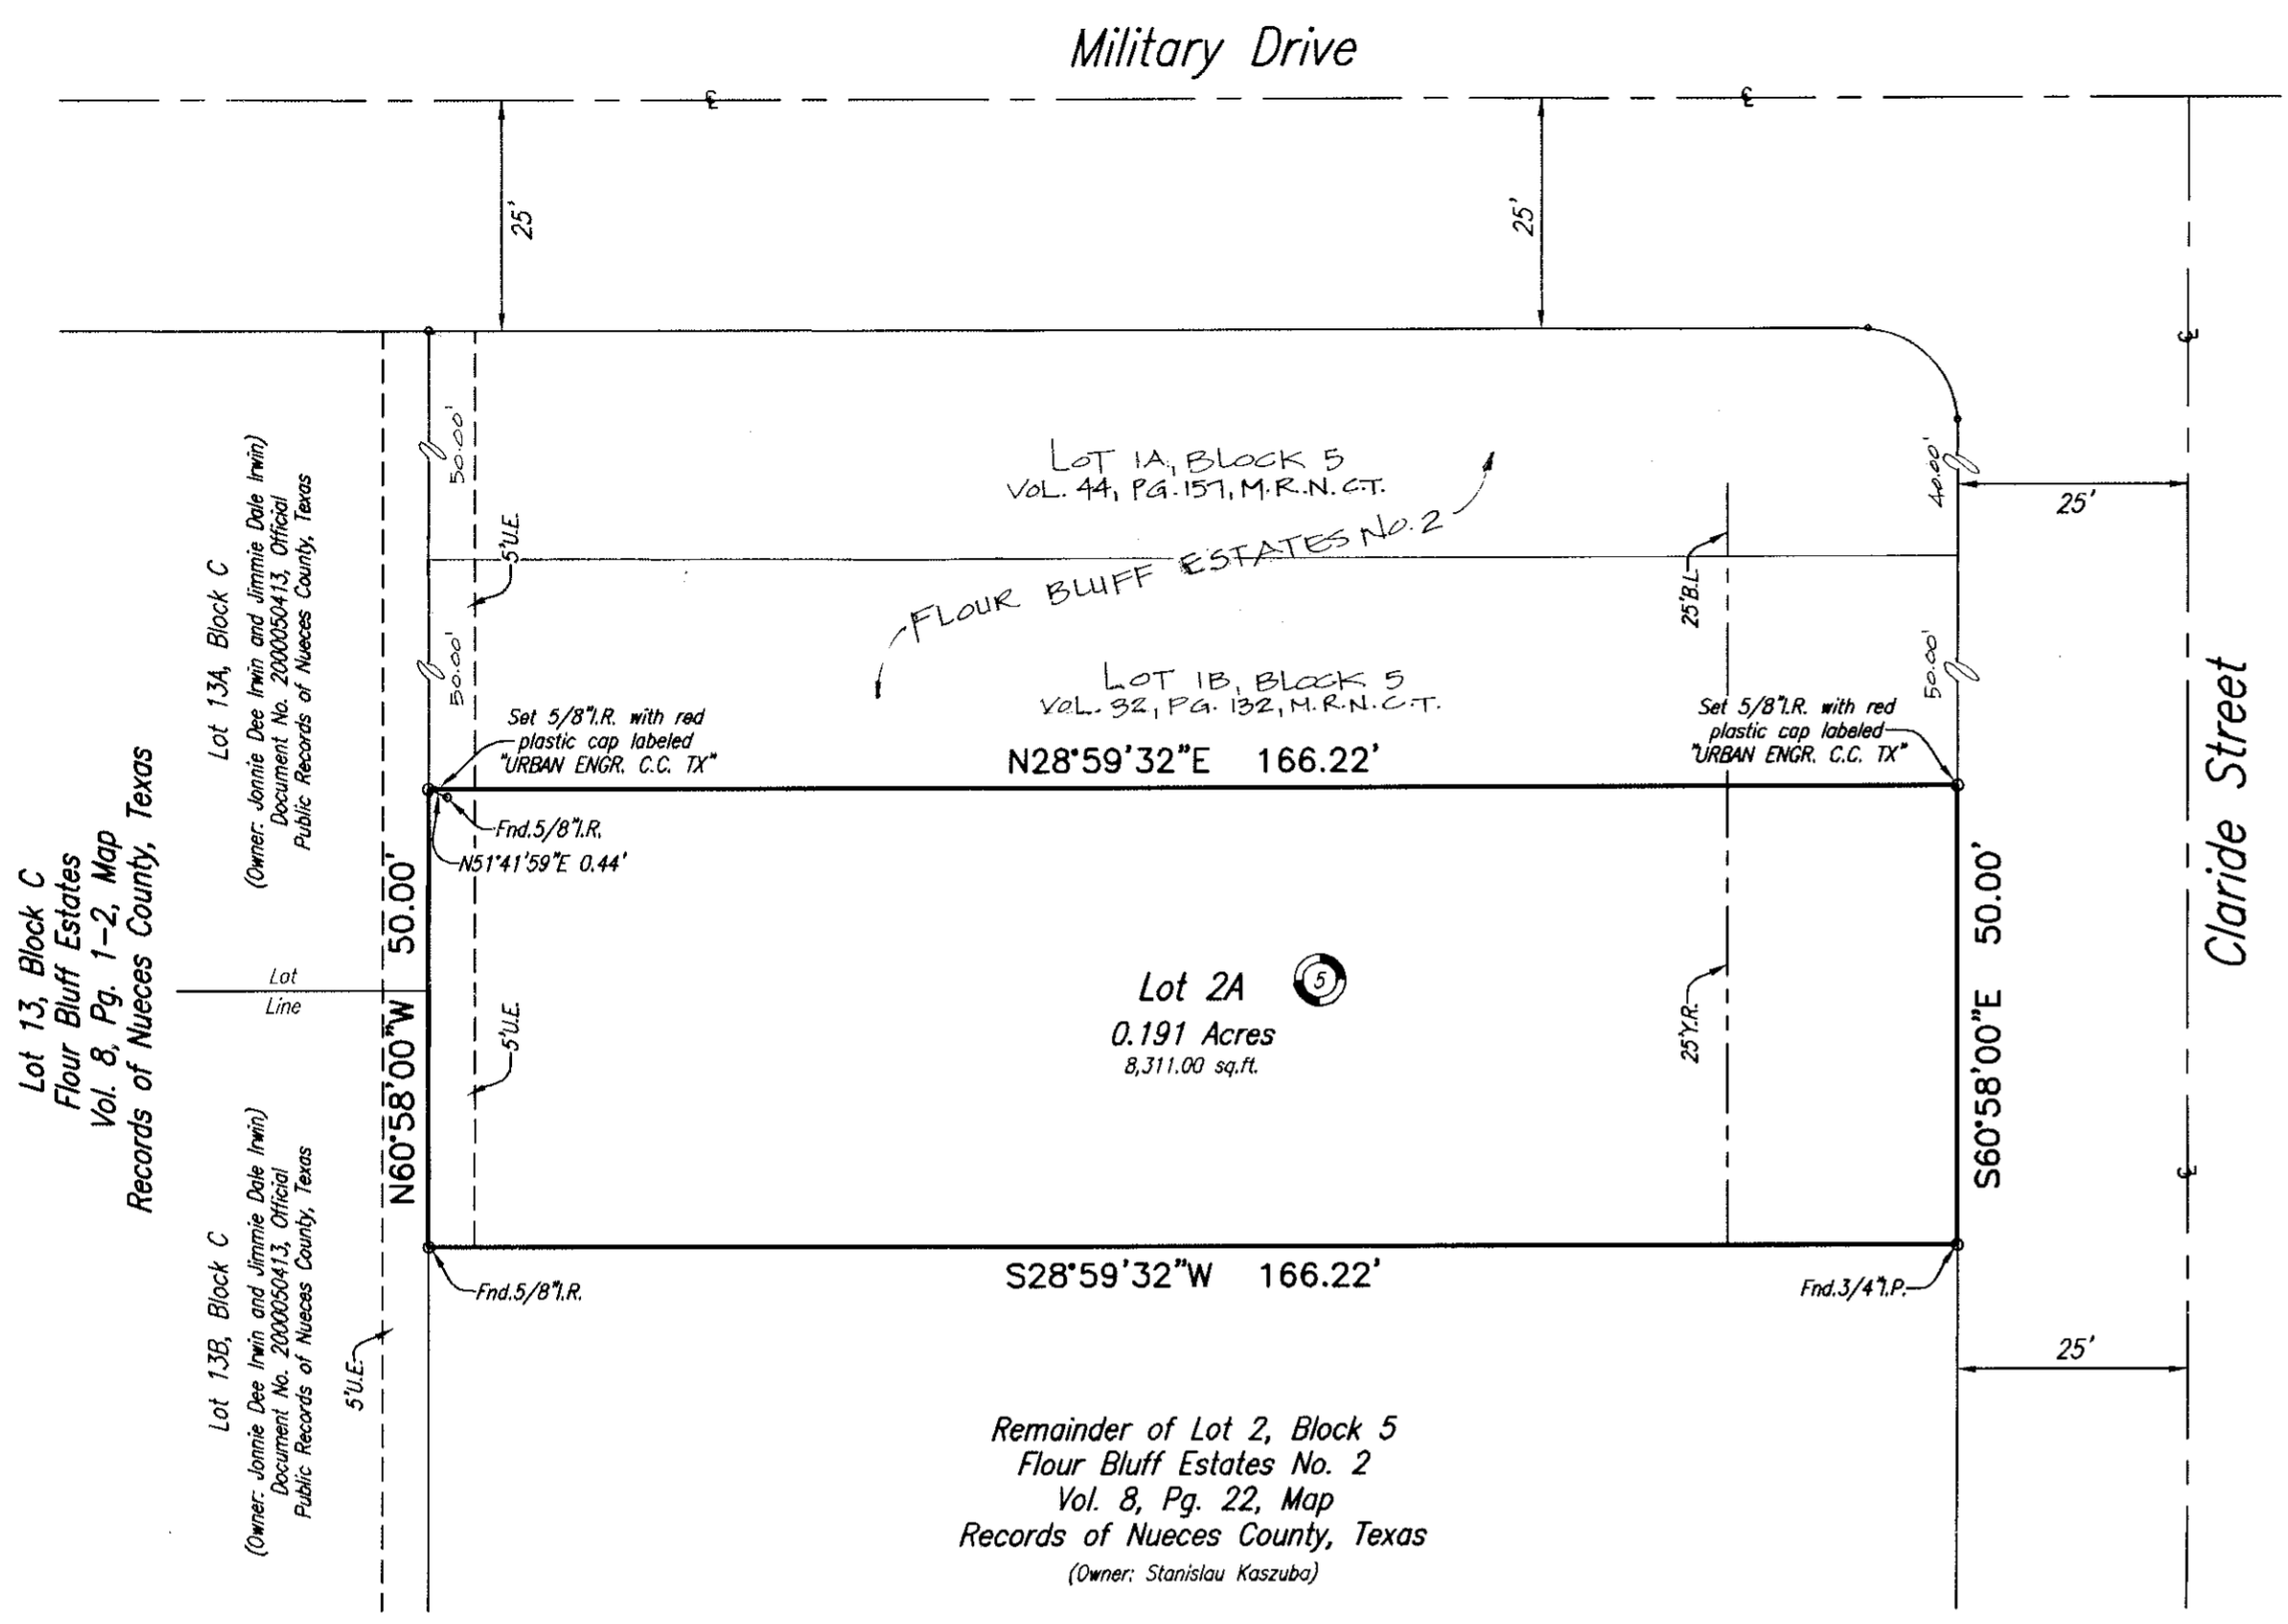 Military Drive
25'
25'
50.00'
LOT 1A, BLOCK 5
VOL. 44, PG. 157, M.R.N.C.T.
40.00'
25'
5'U.E.
FLOUR BLUFF ESTATES NO. 2
25'B.L.
50.00'
LOT 1B, BLOCK 5
VOL. 32, PG. 132, M.R.N.C.T.
50.00'
Set 5/8"I.R. with red
plastic cap labeled
"URBAN ENGR. C.C. TX"
N28°59'32"E 166.22'
Set 5/8"I.R. with red
plastic cap labeled
"URBAN ENGR. C.C. TX"
Fnd.5/8"I.R.
N51°41'59"E 0.44'
Lot 13A, Block C
(Owner: Jonnie Dee Irwin and Jimmie Dale Irwin)
Document No. 2000050413, Official
Public Records of Nueces County, Texas
Lot 13, Block C
Flour Bluff Estates
Vol. 8, Pg. 1-2, Map
Records of Nueces County, Texas
Lot
Line
N60°58'00"W 50.00'
5'U.E.
Lot 2A 5
0.191 Acres
8,311.00 sq.ft.
25'Y.R.
S60°58'00"E 50.00'
Claride Street
Lot 13B, Block C
(Owner: Jonnie Dee Irwin and Jimmie Dale Irwin)
Document No. 2000050413, Official
Public Records of Nueces County, Texas
5'U.E.
Fnd.5/8"I.R.
S28°59'32"W 166.22'
Fnd.3/4"I.P.
25'
Remainder of Lot 2, Block 5
Flour Bluff Estates No. 2
Vol. 8, Pg. 22, Map
Records of Nueces County, Texas
(Owner: Stanislau Kaszuba)